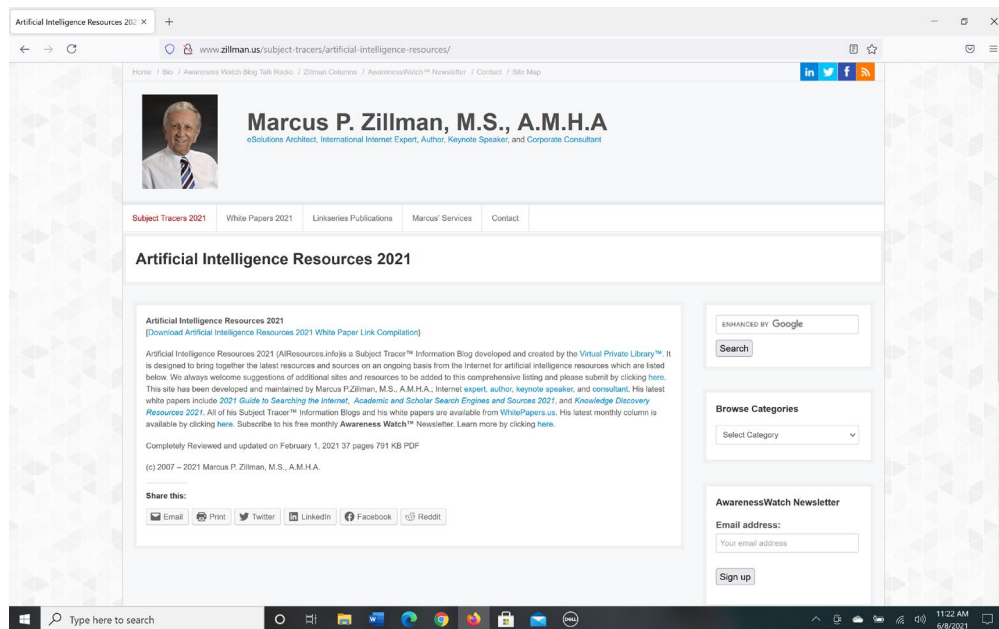 Artificial Intelligence Resources 202
www.zillman.us/subject-tracers/artificial-intelligence-resources/
Home / Bio / Awareness Watch Blog Talk Radio / Zillman Columns / AwarenessWatch™ Newsletter / Contact / Site Map
Marcus P. Zillman, M.S., A.M.H.A
eSolutions Architect, International Internet Expert, Author, Keynote Speaker, and Corporate Consultant
Subject Tracers 2021 White Papers 2021 Linkseries Publications Marcus' Services Contact
Artificial Intelligence Resources 2021
Artificial Intelligence Resources 2021
[Download Artificial Intelligence Resources 2021 White Paper Link Compilation]
Artificial Intelligence Resources 2021 (AIResources.info)is a Subject Tracer™ Information Blog developed and created by the Virtual Private Library™. It
is designed to bring together the latest resources and sources on an ongoing basis from the Internet for artificial intelligence resources which are listed
below. We always welcome suggestions of additional sites and resources to be added to this comprehensive listing and please submit by clicking here.
This site has been developed and maintained by Marcus P.Zillman, M.S., A.M.H.A.; Internet expert, author, keynote speaker, and consultant. His latest
white papers include 2021 Guide to Searching the Internet, Academic and Scholar Search Engines and Sources 2021, and Knowledge Discovery
Resources 2021. All of his Subject Tracer™ Information Blogs and his white papers are available from WhitePapers.us. His latest monthly column is
available by clicking here. Subscribe to his free monthly Awareness Watch™ Newsletter. Learn more by clicking here.
Completely Reviewed and updated on February 1, 2021 37 pages 791 KB PDF
(c) 2007 – 2021 Marcus P. Zillman, M.S., A.M.H.A.
Share this:
Email Print Twitter LinkedIn Facebook Reddit
ENHANCED BY Google
Search
Browse Categories
Select Category
AwarenessWatch Newsletter
Email address:
Your email address
Sign up
Type here to search
DELL
11:22 AM
6/8/2021